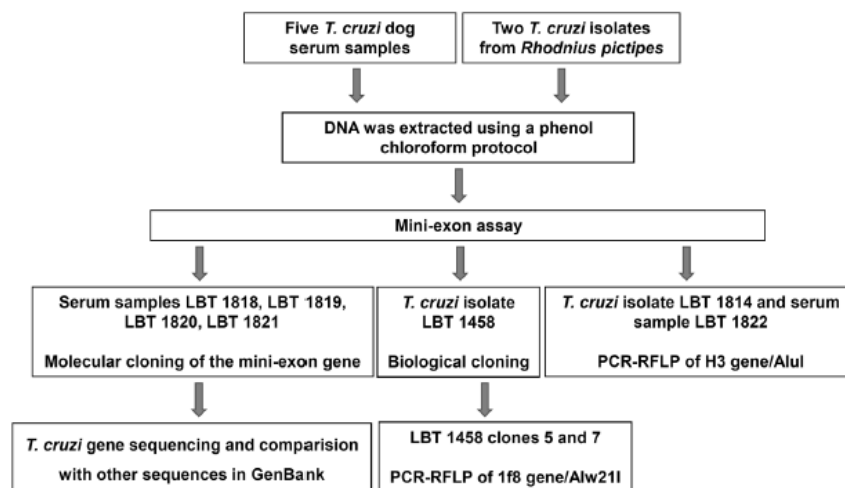 Five T. cruzi dog
serum samples
Two T. cruzi isolates
from Rhodnius pictipes
DNA was extracted using a phenol
chloroform protocol
Mini-exon assay
Serum samples LBT 1818, LBT 1819,
LBT 1820, LBT 1821
Molecular cloning of the mini-exon gene
T. cruzi isolate
LBT 1458
Biological cloning
T. cruzi isolate LBT 1814 and serum
sample LBT 1822
PCR-RFLP of H3 gene/AluI
T. cruzi gene sequencing and comparision
with other sequences in GenBank
LBT 1458 clones 5 and 7
PCR-RFLP of 1f8 gene/Alw21I